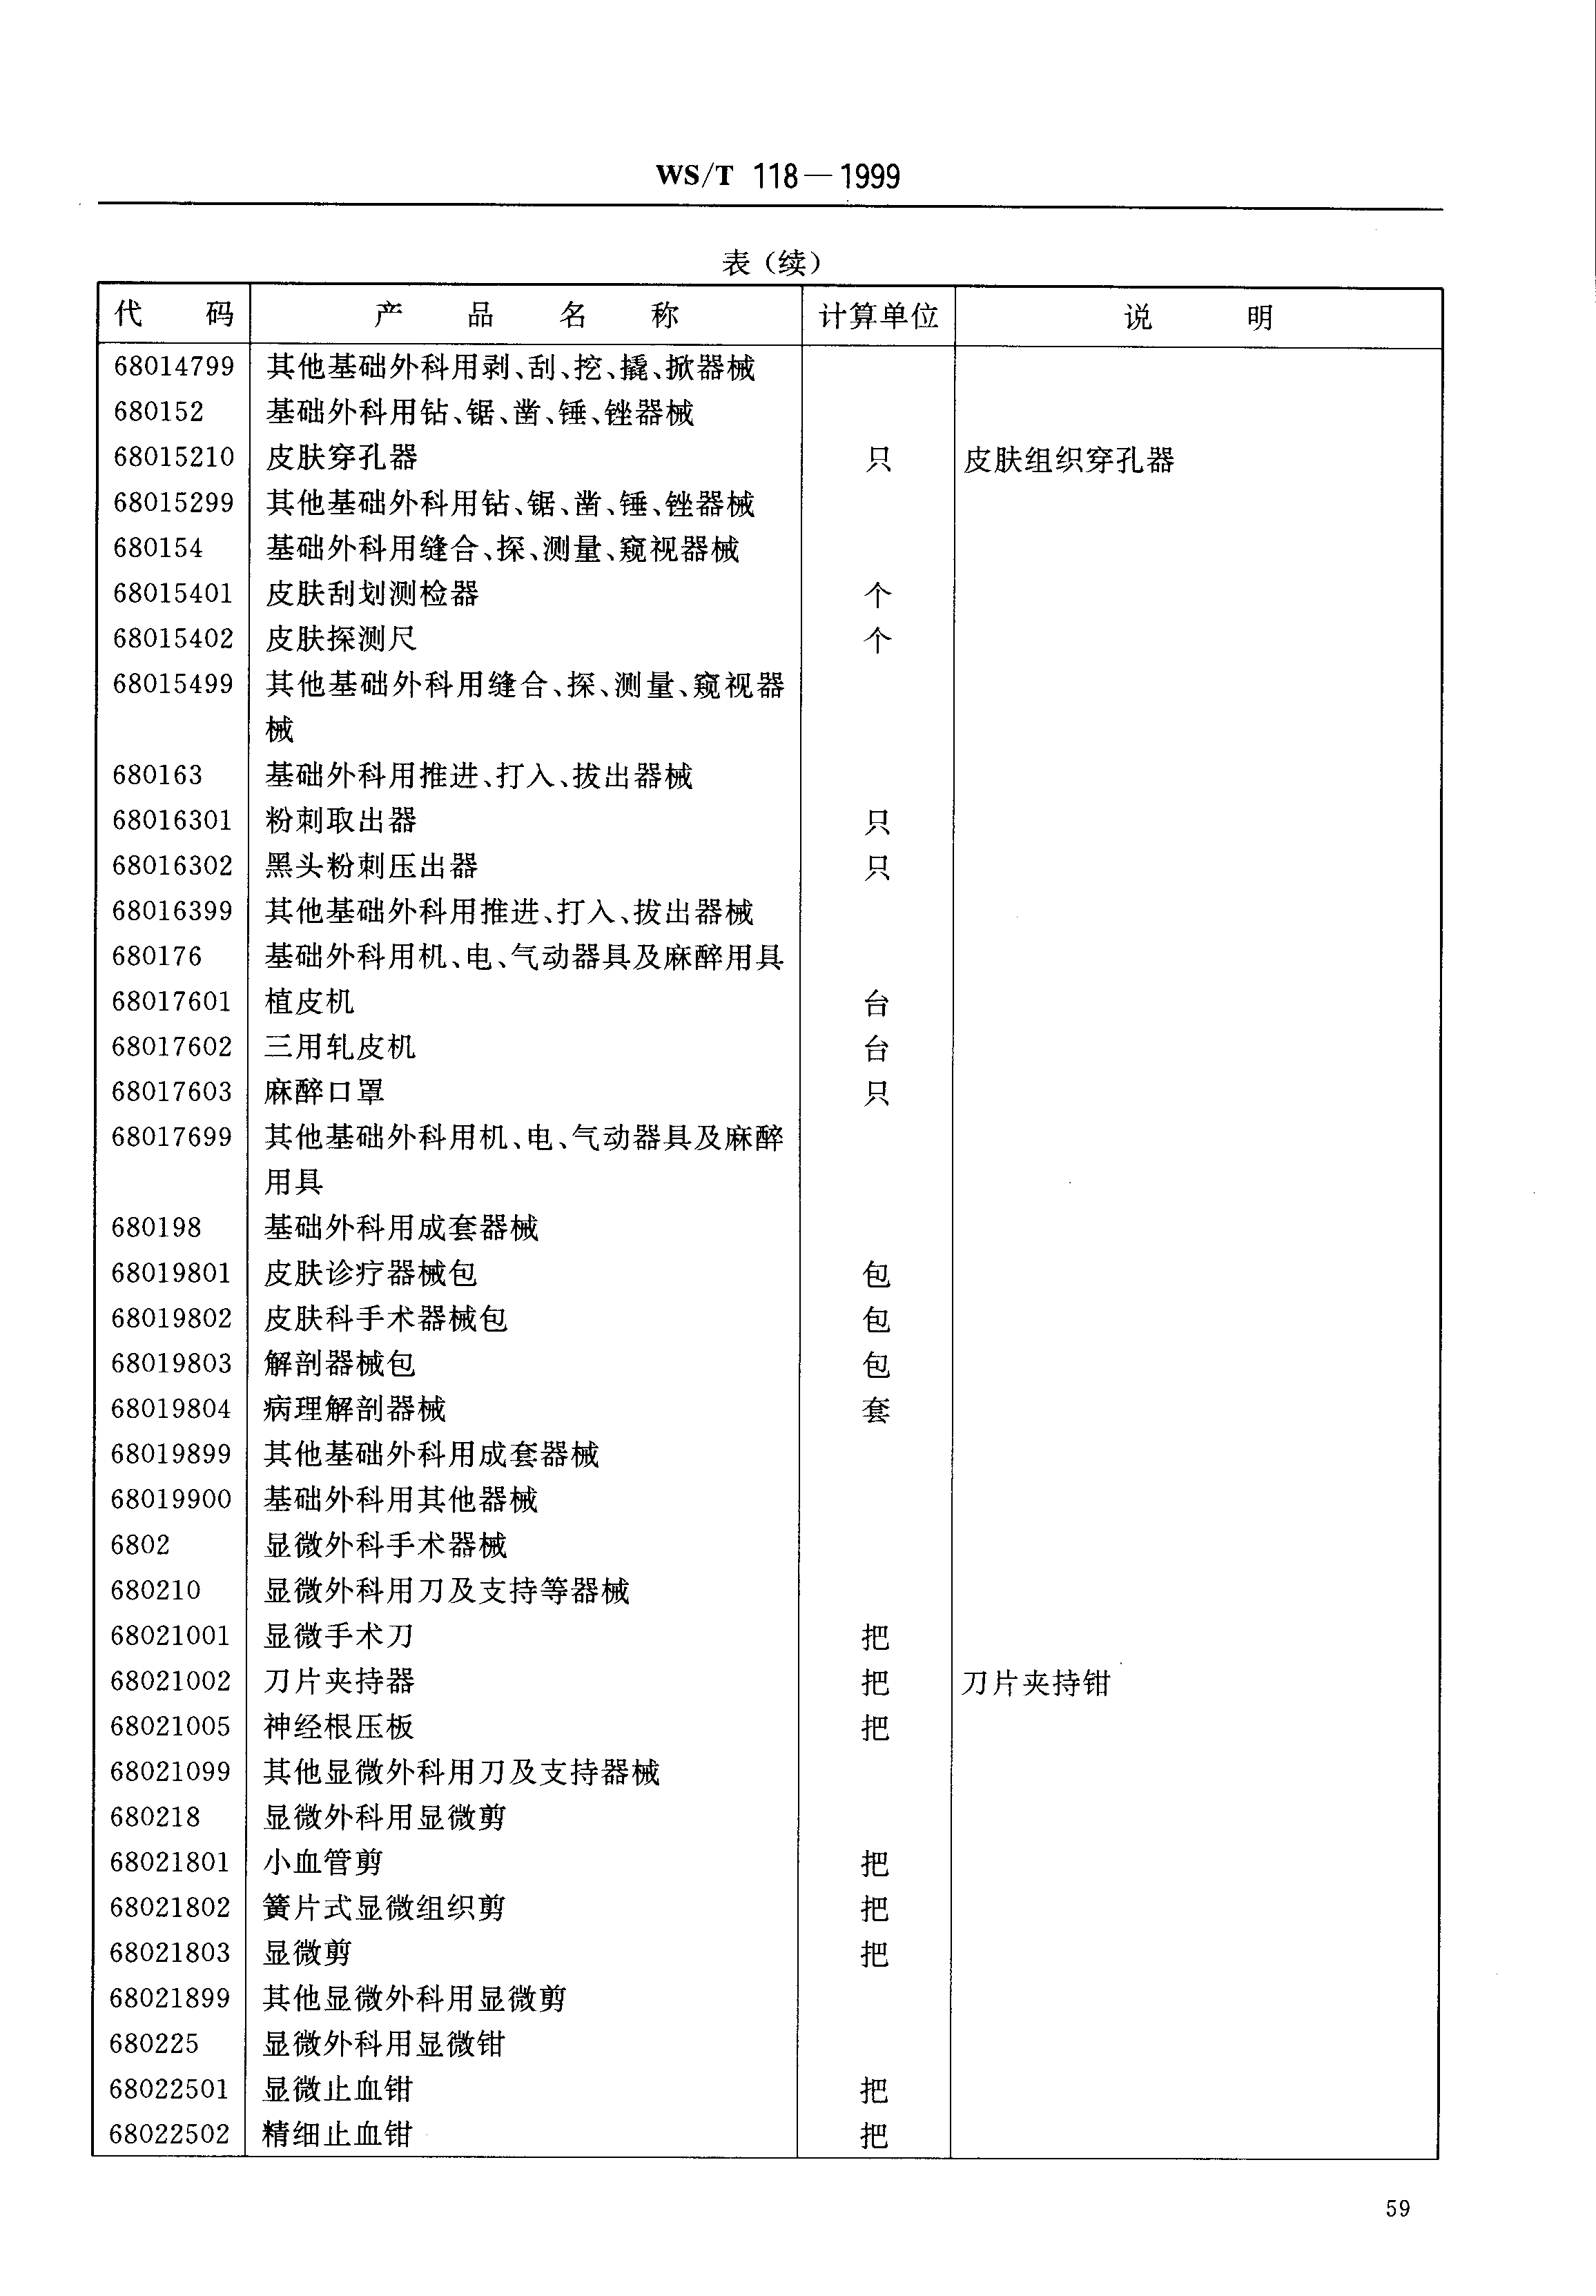 WS/T 118—1999
表(续)
代 码 产 品 名 称 计算单位 说 明
68014799 其他基础外科用剥、刮、挖、撬、掀器械
680152 基础外科用钻、锯、凿、锤、锉器械
68015210 皮肤穿孔器 只 皮肤组织穿孔器
68015299 其他基础外科用钻、锯、凿、锤、锉器械
680154 基础外科用缝合、探、测量、窥视器械
68015401 皮肤刮划测检器 个
68015402 皮肤探测尺 个
68015499 其他基础外科用缝合、探、测量、窥视器
械
680163 基础外科用推进、打入、拔出器械
68016301 粉刺取出器 只
68016302 黑头粉刺压出器 只
68016399 其他基础外科用推进、打入、拔出器械
680176 基础外科用机、电、气动器具及麻醉用具
68017601 植皮机 台
68017602 三用轧皮机 台
68017603 麻醉口罩 只
68017699 其他基础外科用机、电、气动器具及麻醉
用具
680198 基础外科用成套器械
68019801 皮肤诊疗器械包 包
68019802 皮肤科手术器械包 包
68019803 解剖器械包 包
68019804 病理解剖器械 套
68019899 其他基础外科用成套器械
68019900 基础外科用其他器械
6802 显微外科手术器械
680210 显微外科用刀及支持等器械
68021001 显微手术刀 把
68021002 刀片夹持器 把 刀片夹持钳
68021005 神经根压板 把
68021099 其他显微外科用刀及支持器械
680218 显微外科用显微剪
68021801 小血管剪 把
68021802 簧片式显微组织剪 把
68021803 显微剪 把
68021899 其他显微外科用显微剪
680225 显微外科用显微钳
68022501 显微止血钳 把
68022502 精细止血钳 把
59